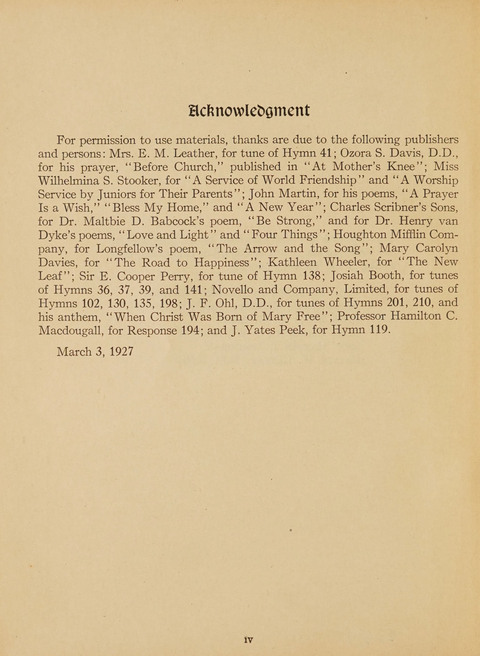 Acknowledgment
For permission to use materials, thanks are due to the following publishers
and persons: Mrs. E. M. Leather, for tune of Hymn 41; Ozora S. Davis, D.D.,
for his prayer, "Before Church," published in "At Mother's Knee"; Miss
Wilhelmina S. Stooker, for "A Service of World Friendship" and "A Worship
Service by Juniors for Their Parents"; John Martin, for his poems, "A Prayer
Is a Wish," "Bless My Home," and "A New Year"; Charles Scribner's Sons,
for Dr. Maltbie D. Babcock's poem, "Be Strong," and for Dr. Henry van
Dyke's poems, "Love and Light" and "Four Things"; Houghton Mifflin Com-
pany, for Longfellow's poem, "The Arrow and the Song"; Mary Carolyn
Davies, for "The Road to Happiness"; Kathleen Wheeler, for "The New
Leaf"; Sir E. Cooper Perry, for tune of Hymn 138; Josiah Booth, for tunes
of Hymns 36, 37, 39, and 141; Novello and Company, Limited, for tunes of
Hymns 102, 130, 135, 198; J. F. Ohl, D.D., for tunes of Hymns 201, 210, and
his anthem, "When Christ Was Born of Mary Free"; Professor Hamilton C.
Macdougall, for Response 194; and J. Yates Peek, for Hymn 119.
March 3, 1927
iv